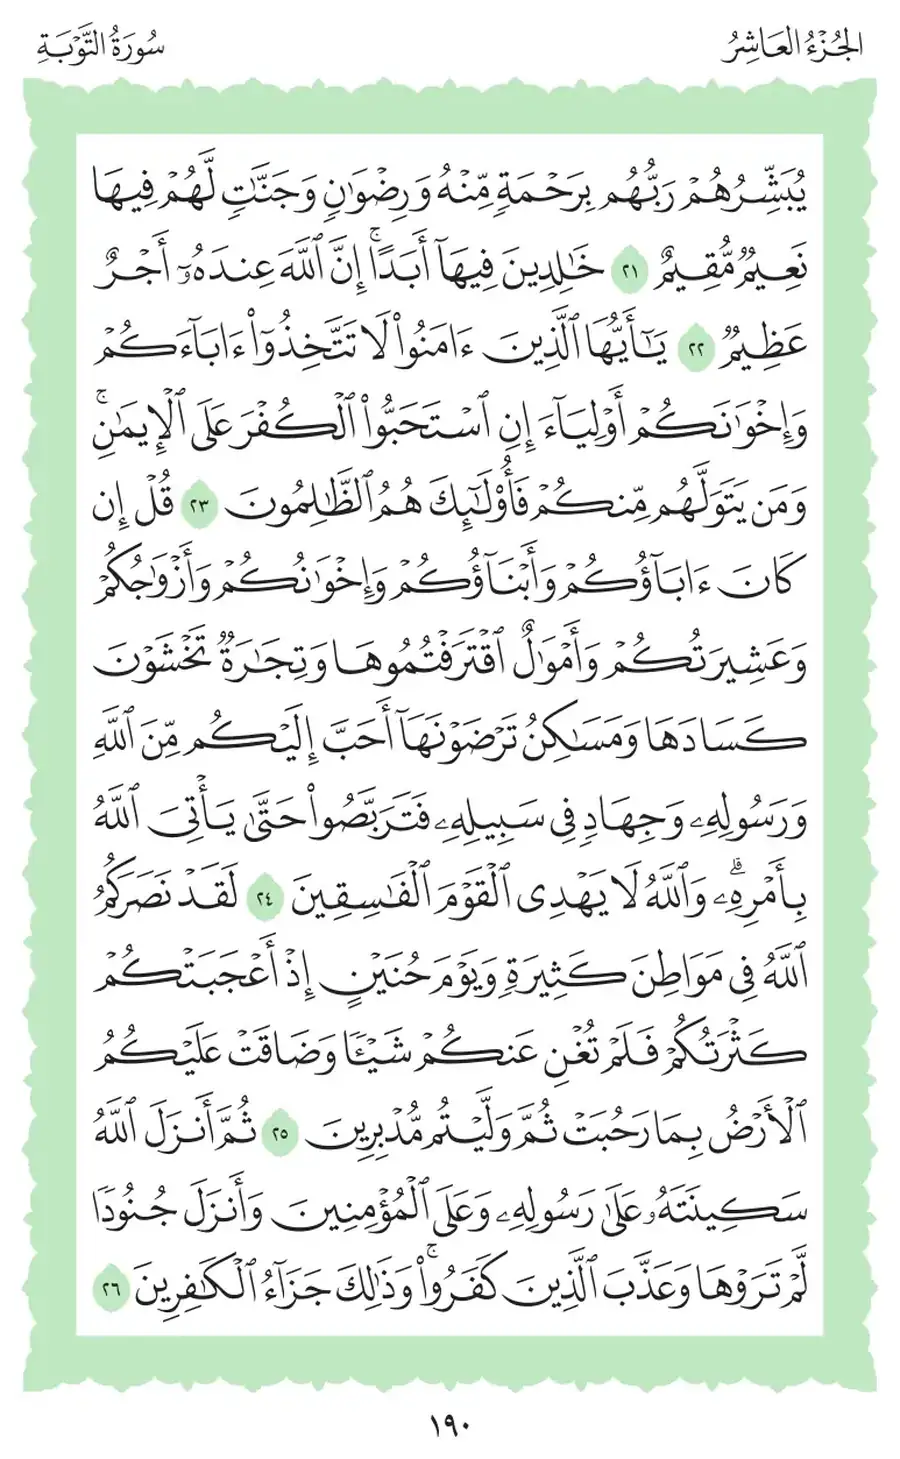 الجُزْءُ العَاشِرُ
سُورَةُ التَّوْبَةِ
يُبَشِّرُهُمْ رَبُّهُم بِرَحْمَةٍ مِّنْهُ وَرِضْوَانٍ وَجَنَّاتٍ لَّهُمْ فِيهَا
نَعِيمٌ مُّقِيمٌ ٢١ خَالِدِينَ فِيهَآ أَبَدًا ۚ إِنَّ ٱللَّهَ عِندَهُۥٓ أَجْرٌ
عَظِيمٌ ٢٢ يَـٰٓأَيُّهَا ٱلَّذِينَ ءَامَنُوا۟ لَا تَتَّخِذُوٓا۟ ءَابَآءَكُمْ
وَإِخْوَٰنَكُمْ أَوْلِيَآءَ إِنِ ٱسْتَحَبُّوا۟ ٱلْكُفْرَ عَلَى ٱلْإِيمَـٰنِ ۚ
وَمَن يَتَوَلَّهُم مِّنكُمْ فَأُو۟لَـٰٓئِكَ هُمُ ٱلظَّـٰلِمُونَ ٢٣ قُلْ إِن
كَانَ ءَابَآؤُكُمْ وَأَبْنَآؤُكُمْ وَإِخْوَٰنُكُمْ وَأَزْوَٰجُكُمْ
وَعَشِيرَتُكُمْ وَأَمْوَٰلٌ ٱقْتَرَفْتُمُوهَا وَتِجَـٰرَةٌ تَخْشَوْنَ
كَسَادَهَا وَمَسَـٰكِنُ تَرْضَوْنَهَآ أَحَبَّ إِلَيْكُم مِّنَ ٱللَّهِ
وَرَسُولِهِۦ وَجِهَادٍ فِى سَبِيلِهِۦ فَتَرَبَّصُوا۟ حَتَّىٰ يَأْتِىَ ٱللَّهُ
بِأَمْرِهِۦ ۗ وَٱللَّهُ لَا يَهْدِى ٱلْقَوْمَ ٱلْفَـٰسِقِينَ ٢٤ لَقَدْ نَصَرَكُمُ
ٱللَّهُ فِى مَوَاطِنَ كَثِيرَةٍ وَيَوْمَ حُنَيْنٍ إِذْ أَعْجَبَتْكُمْ
كَثْرَتُكُمْ فَلَمْ تُغْنِ عَنكُمْ شَيْـًٔا وَضَاقَتْ عَلَيْكُمُ
ٱلْأَرْضُ بِمَا رَحُبَتْ ثُمَّ وَلَّيْتُم مُّدْبِرِينَ ٢٥ ثُمَّ أَنزَلَ ٱللَّهُ
سَكِينَتَهُۥ عَلَىٰ رَسُولِهِۦ وَعَلَى ٱلْمُؤْمِنِينَ وَأَنزَلَ جُنُودًا
لَّمْ تَرَوْهَا وَعَذَّبَ ٱلَّذِينَ كَفَرُوا۟ ۚ وَذَٰلِكَ جَزَآءُ ٱلْكَـٰفِرِينَ ٢٦
١٩٠